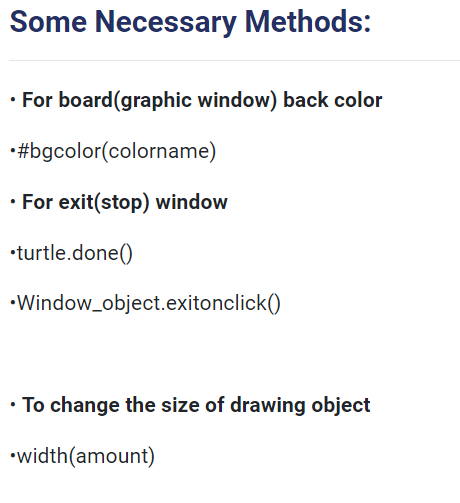 Some Necessary Methods:
• For board(graphic window) back color
•#bgcolor(colorname)
• For exit(stop) window
•turtle.done()
•Window_object.exitonclick()
• To change the size of drawing object
•width(amount)